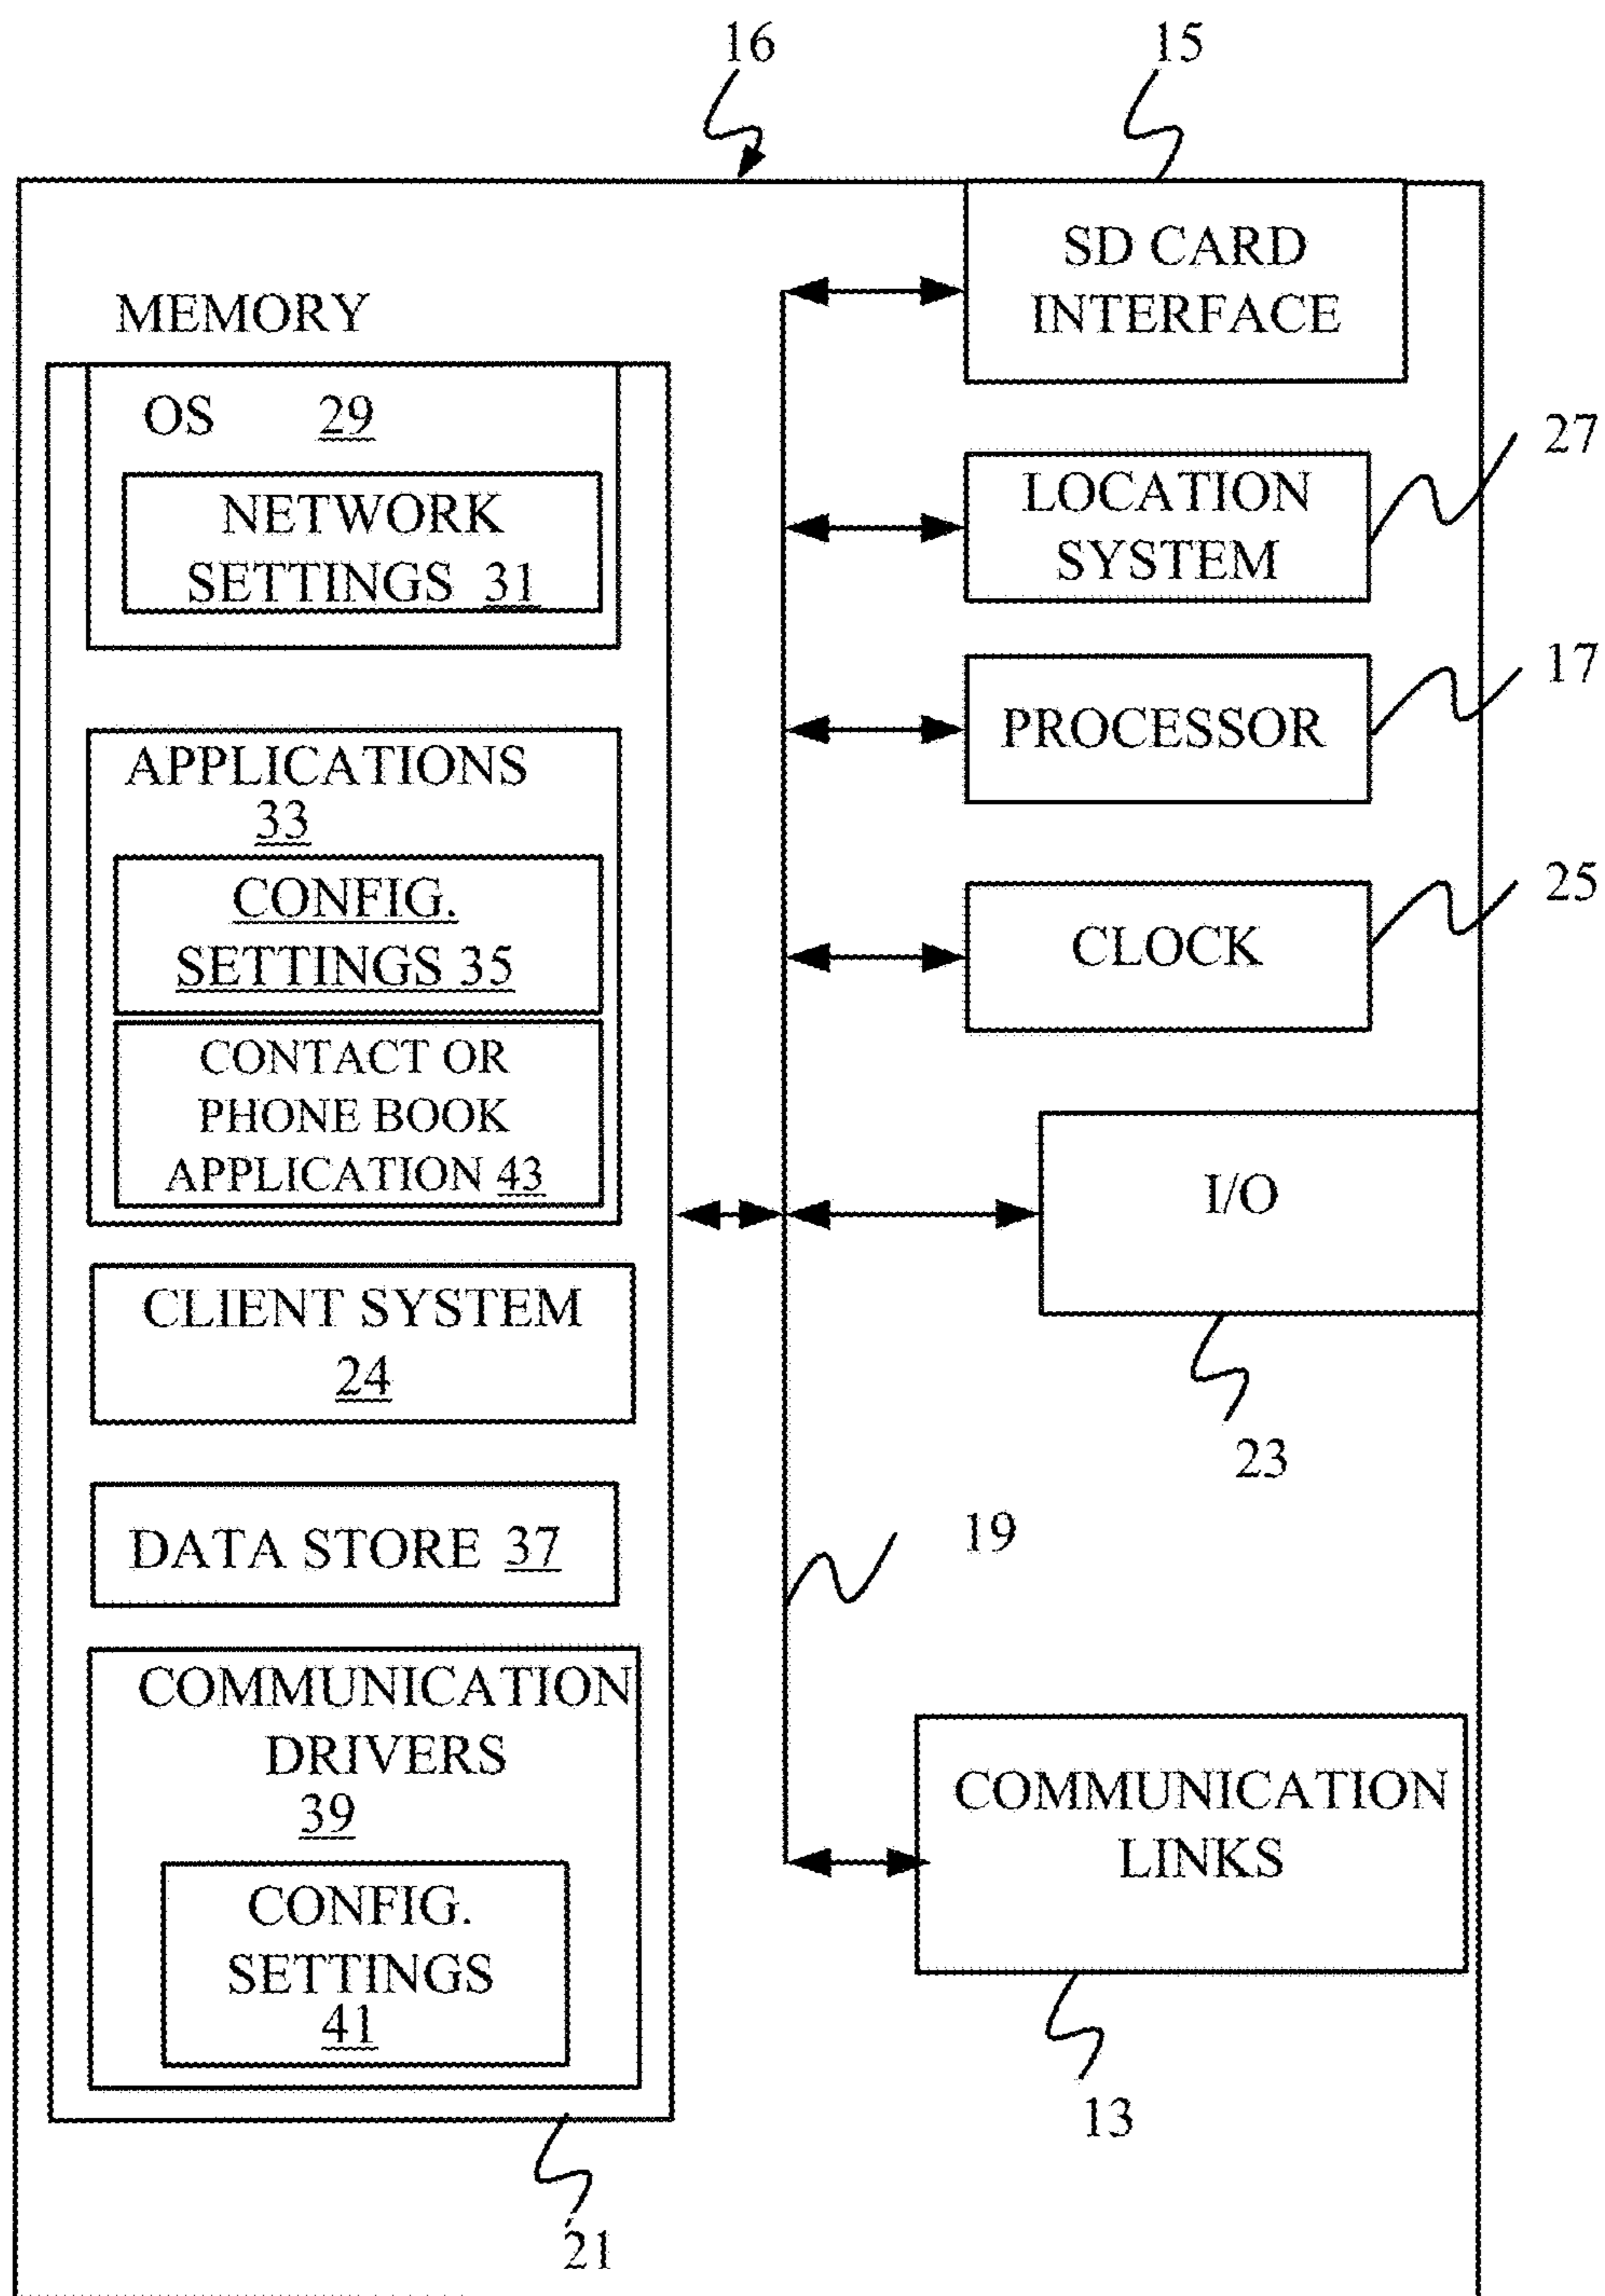 16
15
SD CARD
INTERFACE
MEMORY
OS 29
NETWORK
SETTINGS 31
27
LOCATION
SYSTEM
17
PROCESSOR
APPLICATIONS
33
CONFIG.
SETTINGS 35
CONTACT OR
PHONE BOOK
APPLICATION 43
25
CLOCK
I/O
23
CLIENT SYSTEM
24
DATA STORE 37
19
COMMUNICATION
DRIVERS
39
CONFIG.
SETTINGS
41
COMMUNICATION
LINKS
13
21